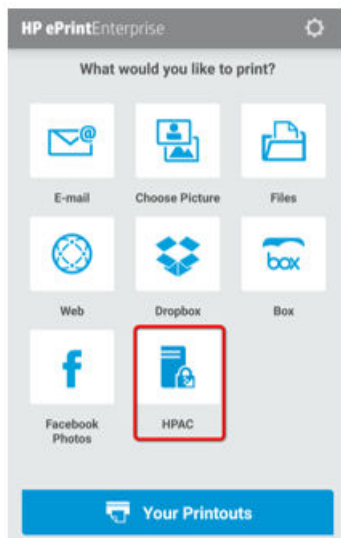 HP ePrintEnterprise
What would you like to print?
@
E-mail
Choose Picture
Files
box
Web
Dropbox
Box
f
Facebook
Photos
HPAC
Your Printouts